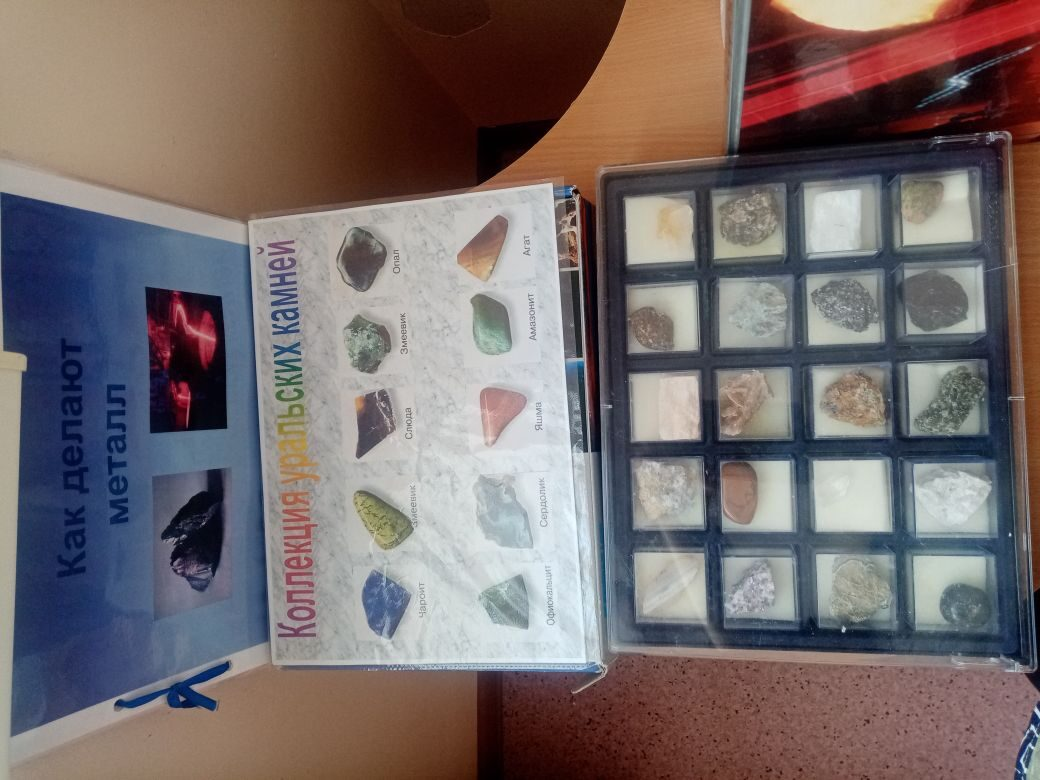 Как делают
металл
Коллекция уральских камней
Чароит Змеевик Слюда Змеевик Опал
Офиокальцит Сердолик Яшма Амазонит Агат